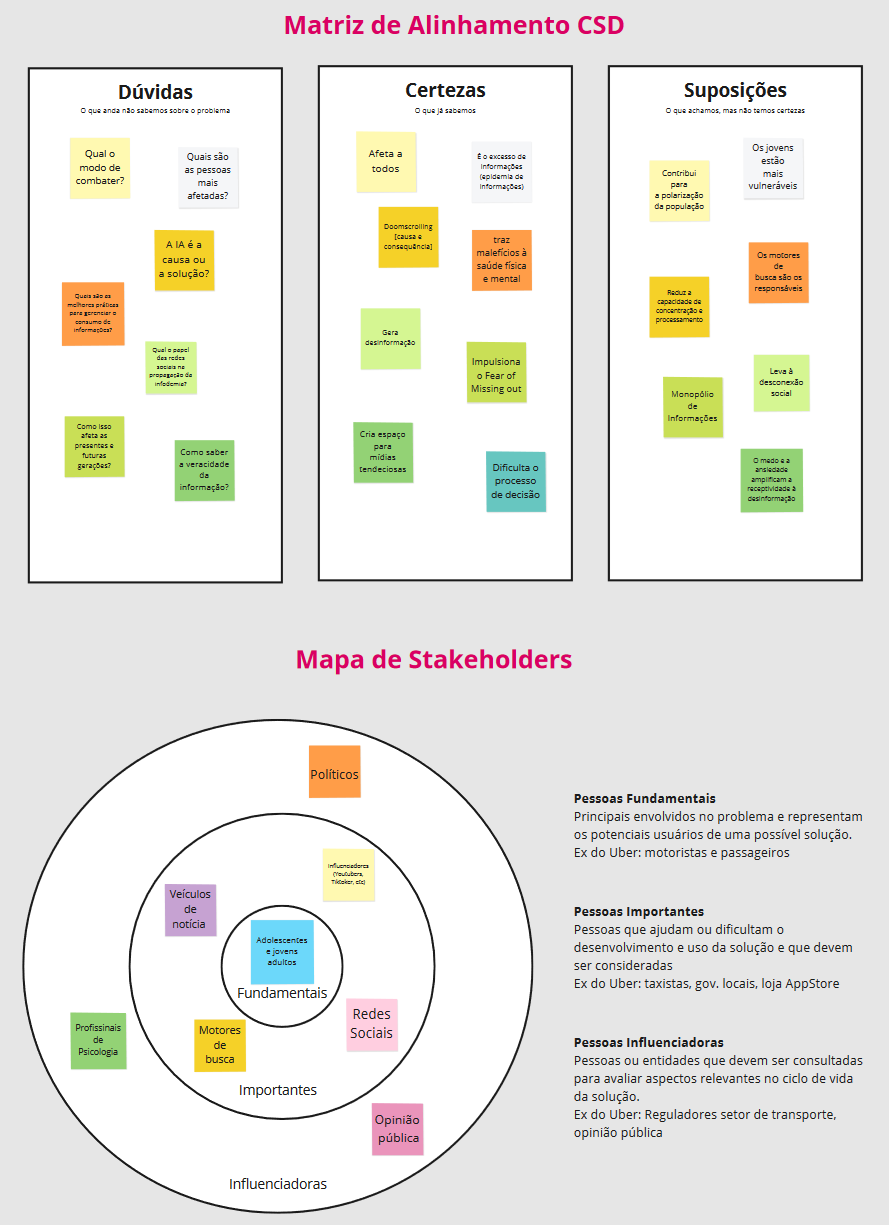 Matriz de Alinhamento CSD
Dúvidas
O que anda não sabemos sobre o problema
Qual o
modo de
combater?
Quais são
as pessoas
mais
afetadas?
A IA é a
causa ou
a solução?
Quais são as
melhores práticas
para gerenciar o
consumo de
informações?
Qual o papel
das redes
sociais na
propagação da
infodemia?
Como isso
afeta as
presentes e
futuras
gerações?
Como saber
a veracidade
da
informação?
Certezas
O que já sabemos
Afeta a
todos
É o excesso de
informações
(epidemia de
informações)
Doomscrolling
[causa e
consequência]
traz
malefícios à
saúde física
e mental
Gera
desinformação
Impulsiona
o Fear of
Missing out
Cria espaço
para
mídias
tendeciosas
Dificulta o
processo
de decisão
Suposições
O que achamos, mas não temos certezas
Contribui
para
a polarização
da população
Os jovens
estão
mais
vulneráveis
Os motores
de
busca são os
responsáveis
Reduz a
capacidade de
concentração e
processamento
Leva à
desconexão
social
Monopólio
de
Informações
O medo e a
ansiedade
amplificam a
receptividade à
desinformação
Mapa de Stakeholders
Políticos
Influenciadores
(Youtubers,
Tiktoker, etc)
Veículos
de
notícia
Adolescentes
e jovens
adultos
Fundamentais
Redes
Sociais
Profissinais
de
Psicologia
Motores
de
busca
Importantes
Opinião
pública
Influenciadoras
Pessoas Fundamentais
Principais envolvidos no problema e representam
os potenciais usuários de uma possível solução.
Ex do Uber: motoristas e passageiros
Pessoas Importantes
Pessoas que ajudam ou dificultam o
desenvolvimento e uso da solução e que devem
ser consideradas
Ex do Uber: taxistas, gov. locais, loja AppStore
Pessoas Influenciadoras
Pessoas ou entidades que devem ser consultadas
para avaliar aspectos relevantes no ciclo de vida
da solução.
Ex do Uber: Reguladores setor de transporte,
opinião pública